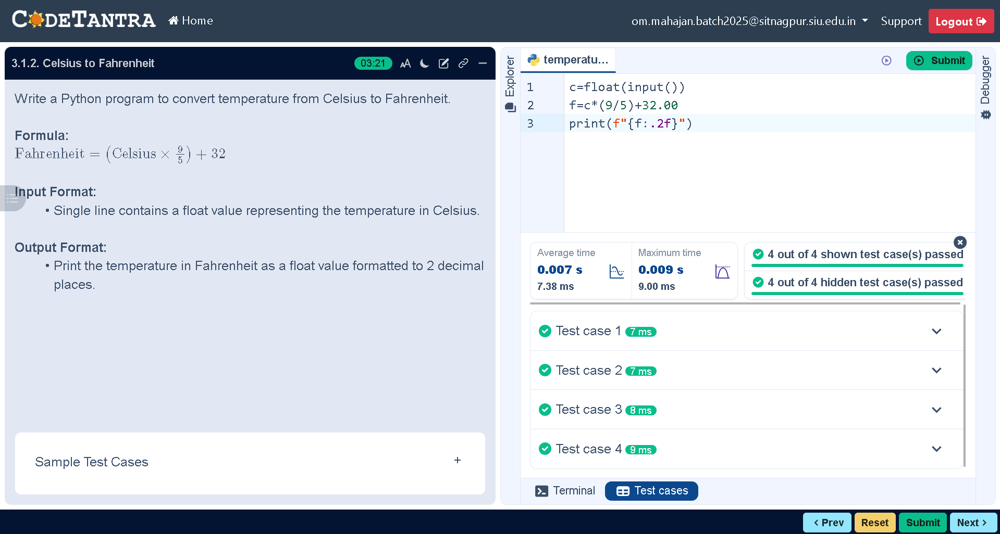 CODETANTRA Home om.mahajan.batch2025@sitnagpur.siu.edu.in Support Logout
3.1.2. Celsius to Fahrenheit 03:21 AA
Write a Python program to convert temperature from Celsius to Fahrenheit.
Formula:
Fahrenheit = (Celsius × 9/5) + 32
Input Format:
• Single line contains a float value representing the temperature in Celsius.
Output Format:
• Print the temperature in Fahrenheit as a float value formatted to 2 decimal
places.
Sample Test Cases +
Explorer
temperatu...
Submit
Debugger
1 c=float(input())
2 f=c*(9/5)+32.00
3 print(f"{f:.2f}")
Average time
0.007 s
7.38 ms
Maximum time
0.009 s
9.00 ms
4 out of 4 shown test case(s) passed
4 out of 4 hidden test case(s) passed
Test case 1 7 ms
Test case 2 7 ms
Test case 3 8 ms
Test case 4 9 ms
Terminal Test cases
‹ Prev Reset Submit Next ›